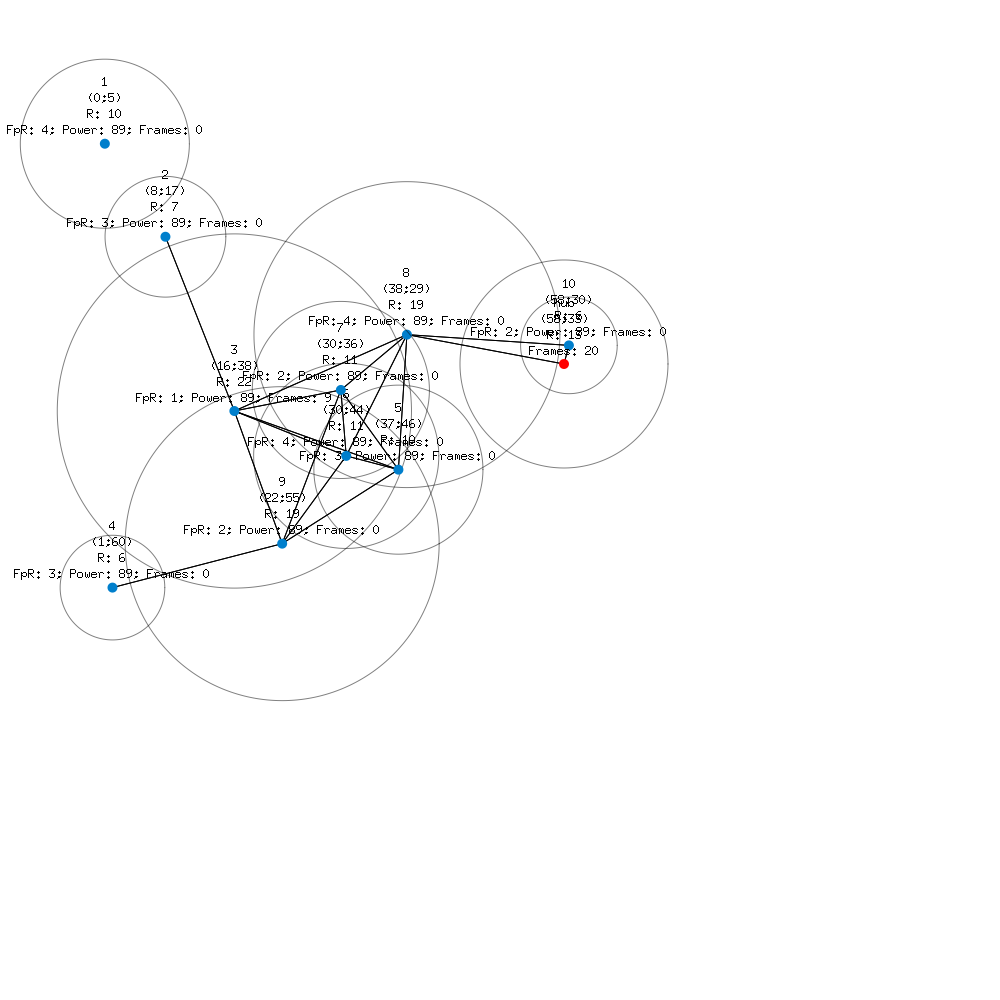 1
(0;5)
R: 10
FpR: 4; Power: 89; Frames: 0
2
(8;17)
R: 7
FpR: 3; Power: 89; Frames: 0
8
(38;29)
R: 19
FpR: 4; Power: 89; Frames: 0
10
(58;30)
R: 6
FpR: 2; Power: 89; Frames: 0
hub
R: 13
Frames: 20
7
(30;36)
R: 11
FpR: 2; Power: 89; Frames: 0
3
(16;38)
R: 22
FpR: 1; Power: 89; Frames: 9
(30;44)
R: 11
FpR: 4; Power: 89; Frames: 0
5
(37;46)
R: 10
FpR: 3; Power: 89; Frames: 0
9
(22;55)
R: 19
FpR: 2; Power: 89; Frames: 0
4
(1;60)
R: 6
FpR: 3; Power: 89; Frames: 0